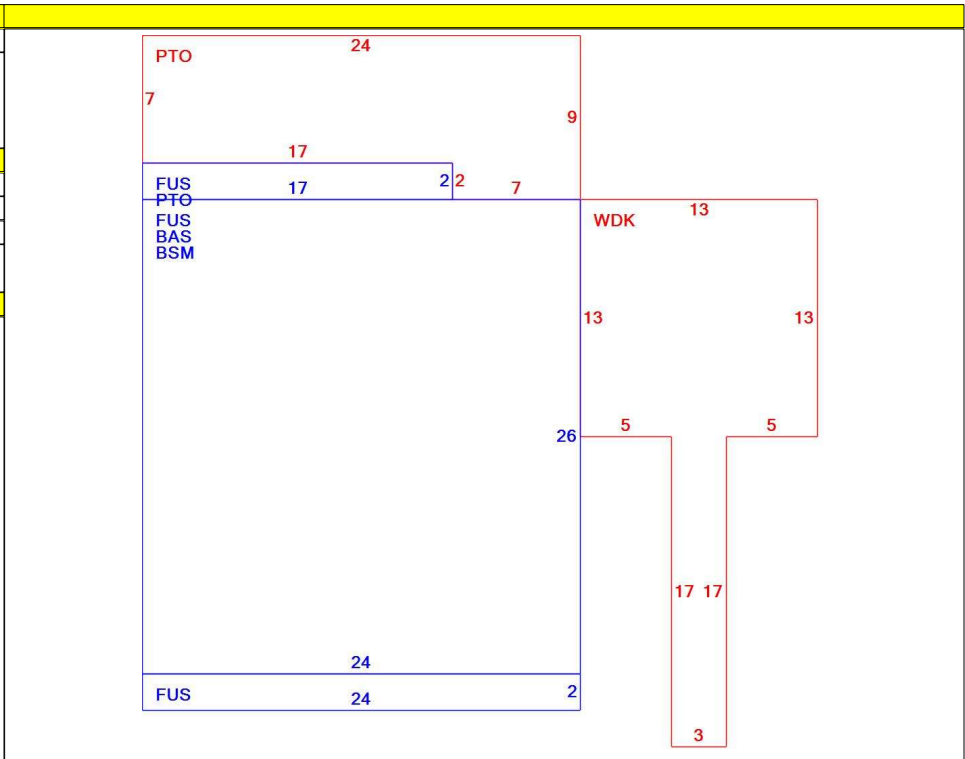 24
PTO
7
9
17
FUS 17 2 2 7
PTO
FUS
BAS
BSM
13
WDK
13 13
5 5
26
17 17
24
FUS 24 2
3